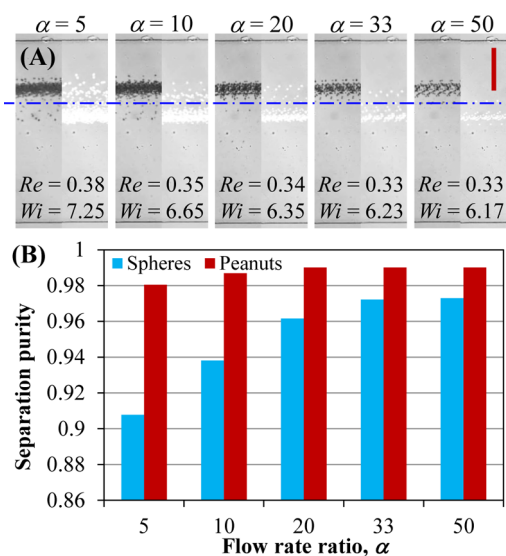 α = 5 α = 10 α = 20 α = 33 α = 50
(A)
Re = 0.38 Re = 0.35 Re = 0.34 Re = 0.33 Re = 0.33
Wi = 7.25 Wi = 6.65 Wi = 6.35 Wi = 6.23 Wi = 6.17
(B)
Spheres Peanuts
Separation purity
1
0.98
0.96
0.94
0.92
0.9
0.88
0.86
5 10 20 33 50
Flow rate ratio, α